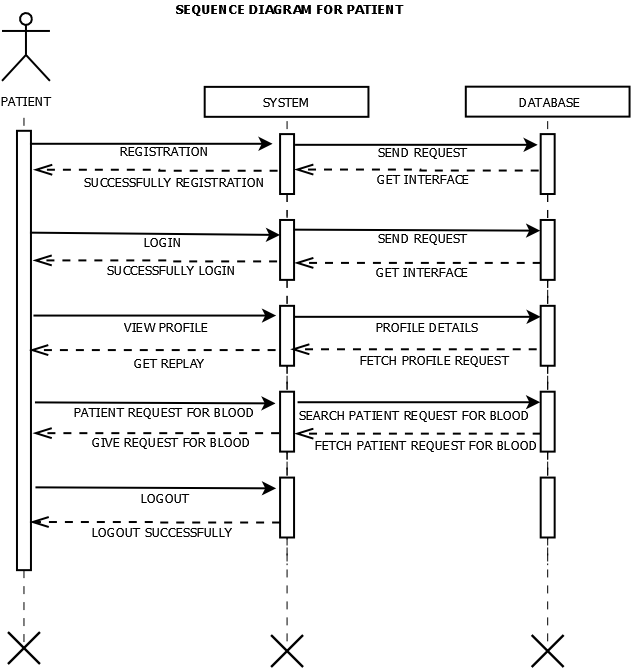 SEQUENCE DIAGRAM FOR PATIENT
PATIENT
SYSTEM
DATABASE
REGISTRATION
SEND REQUEST
SUCCESSFULLY REGISTRATION
GET INTERFACE
LOGIN
SEND REQUEST
SUCCESSFULLY LOGIN
GET INTERFACE
VIEW PROFILE
PROFILE DETAILS
GET REPLAY
FETCH PROFILE REQUEST
PATIENT REQUEST FOR BLOOD
SEARCH PATIENT REQUEST FOR BLOOD
GIVE REQUEST FOR BLOOD
FETCH PATIENT REQUEST FOR BLOOD
LOGOUT
LOGOUT SUCCESSFULLY